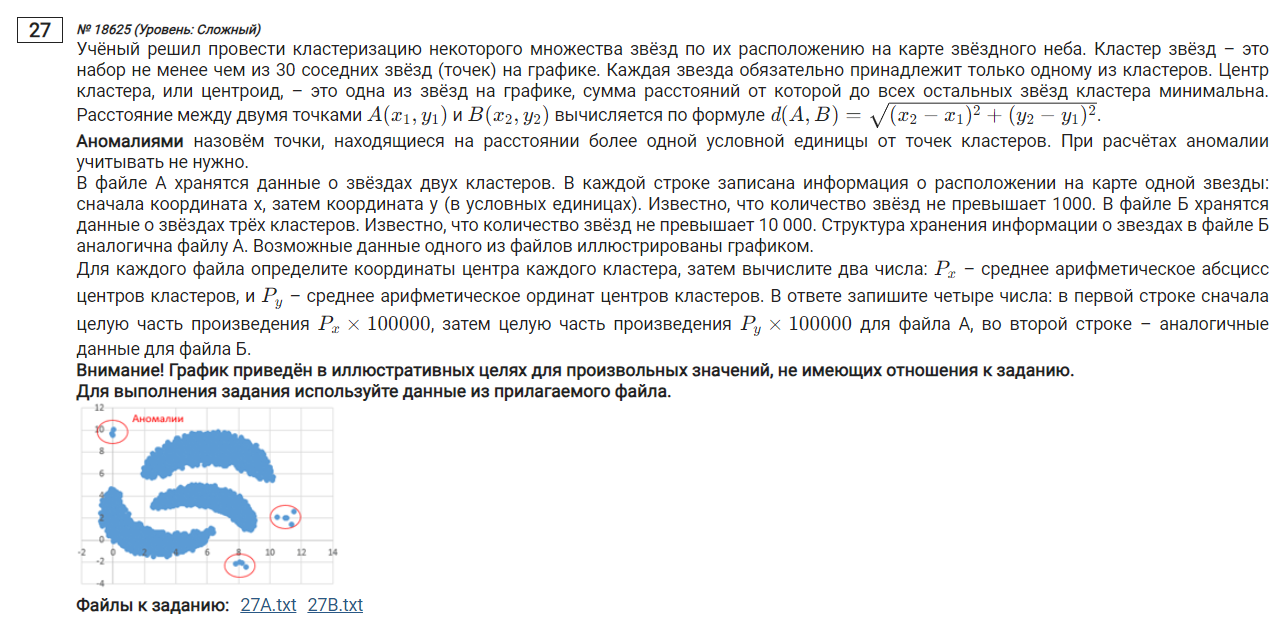 27
№ 18625 (Уровень: Сложный)
Учёный решил провести кластеризацию некоторого множества звёзд по их расположению на карте звёздного неба. Кластер звёзд – это
набор не менее чем из 30 соседних звёзд (точек) на графике. Каждая звезда обязательно принадлежит только одному из кластеров. Центр
кластера, или центроид, – это одна из звёзд на графике, сумма расстояний от которой до всех остальных звёзд кластера минимальна.
Расстояние между двумя точками A(x₁, y₁) и B(x₂, y₂) вычисляется по формуле d(A, B) = √((x₂ − x₁)² + (y₂ − y₁)²).
Аномалиями назовём точки, находящиеся на расстоянии более одной условной единицы от точек кластеров. При расчётах аномалии
учитывать не нужно.
В файле А хранятся данные о звёздах двух кластеров. В каждой строке записана информация о расположении на карте одной звезды:
сначала координата x, затем координата y (в условных единицах). Известно, что количество звёзд не превышает 1000. В файле Б хранятся
данные о звёздах трёх кластеров. Известно, что количество звёзд не превышает 10 000. Структура хранения информации о звездах в файле Б
аналогична файлу А. Возможные данные одного из файлов иллюстрированы графиком.
Для каждого файла определите координаты центра каждого кластера, затем вычислите два числа: Pₓ – среднее арифметическое абсцисс
центров кластеров, и P_y – среднее арифметическое ординат центров кластеров. В ответе запишите четыре числа: в первой строке сначала
целую часть произведения Pₓ × 100000, затем целую часть произведения P_y × 100000 для файла А, во второй строке – аналогичные
данные для файла Б.
Внимание! График приведён в иллюстративных целях для произвольных значений, не имеющих отношения к заданию.
Для выполнения задания используйте данные из прилагаемого файла.
12
Аномалии
10
8
6
4
2
0
-2 0 2 4 6 8 10 12 14
-2
-4
Файлы к заданию: 27A.txt 27B.txt